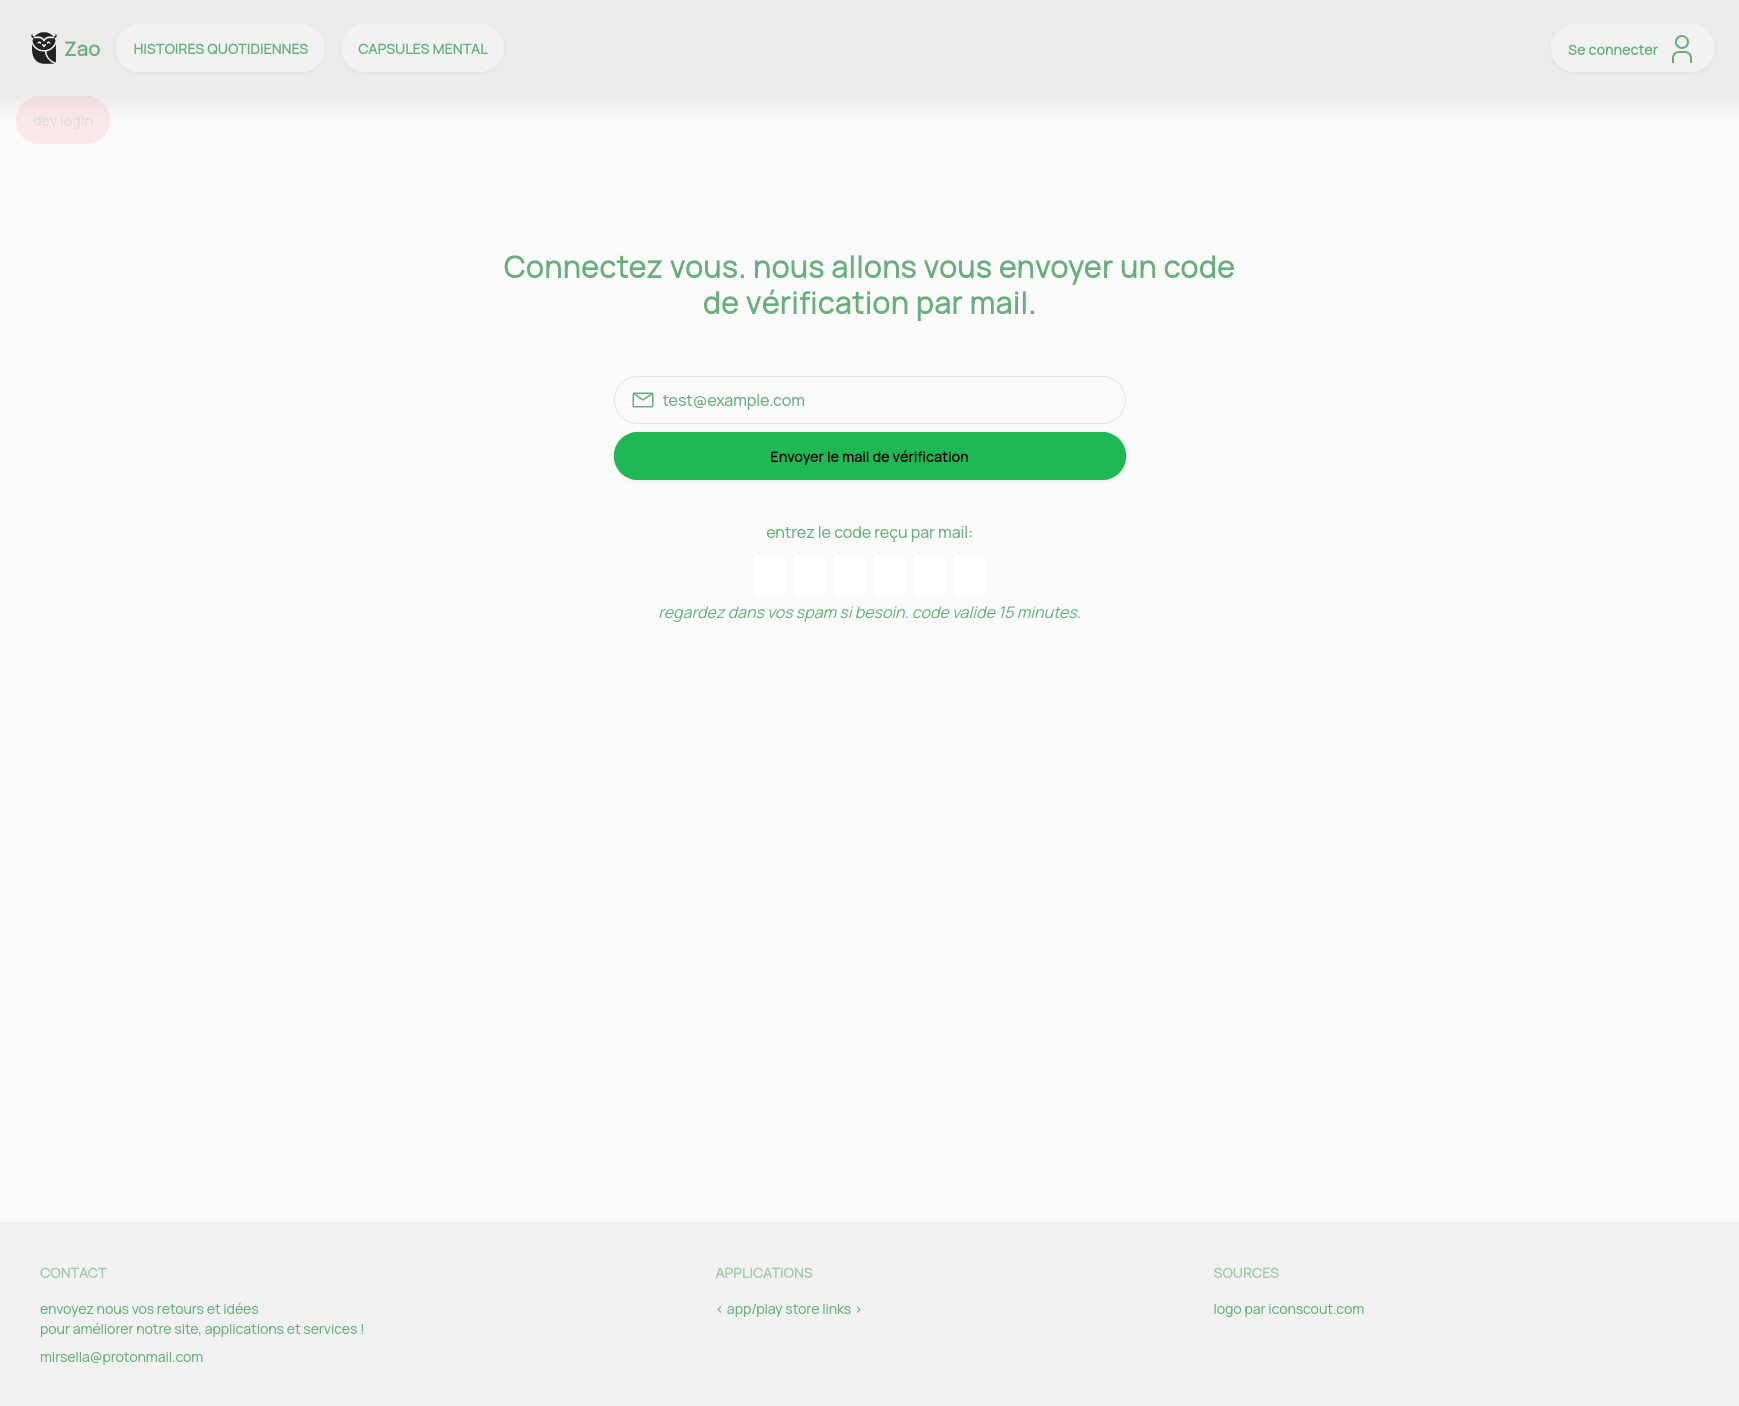 Zao
HISTOIRES QUOTIDIENNES
CAPSULES MENTAL
Se connecter
dev login
Connectez vous. nous allons vous envoyer un code
de vérification par mail.
test@example.com
Envoyer le mail de vérification
entrez le code reçu par mail:
regardez dans vos spam si besoin. code valide 15 minutes.
CONTACT
envoyez nous vos retours et idées
pour améliorer notre site, applications et services !
mirsella@protonmail.com
APPLICATIONS
< app/play store links >
SOURCES
logo par iconscout.com